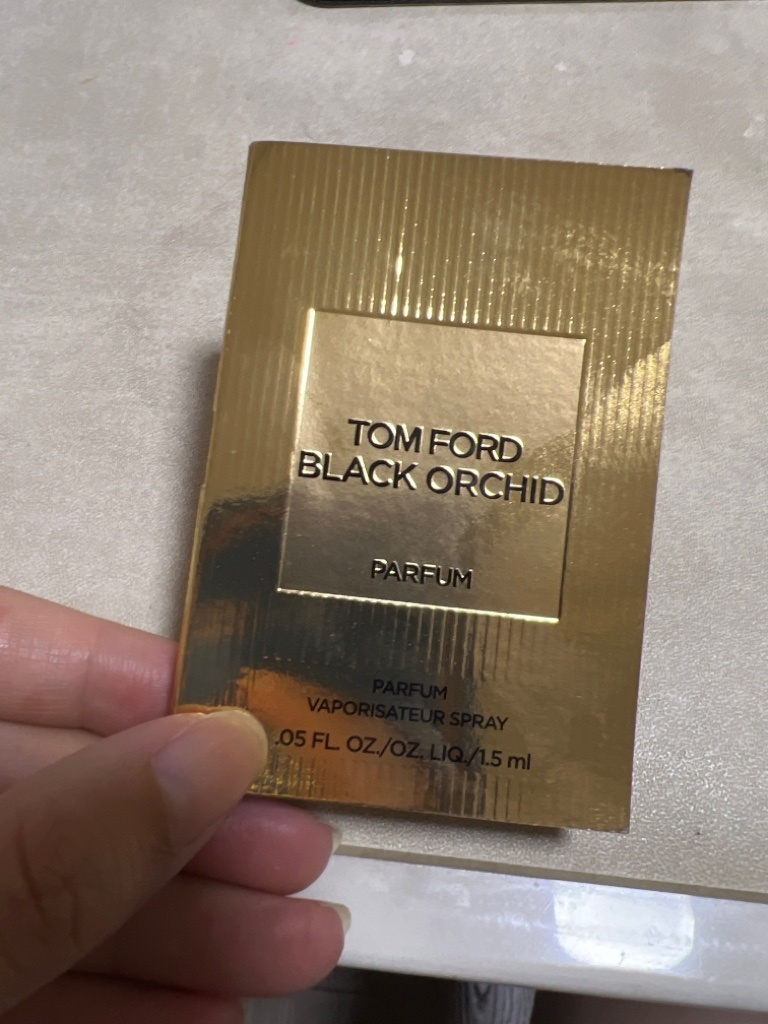 TOM FORD
BLACK ORCHID
PARFUM
PARFUM
VAPORISATEUR SPRAY
.05 FL. OZ./OZ. LIQ./1.5 ml